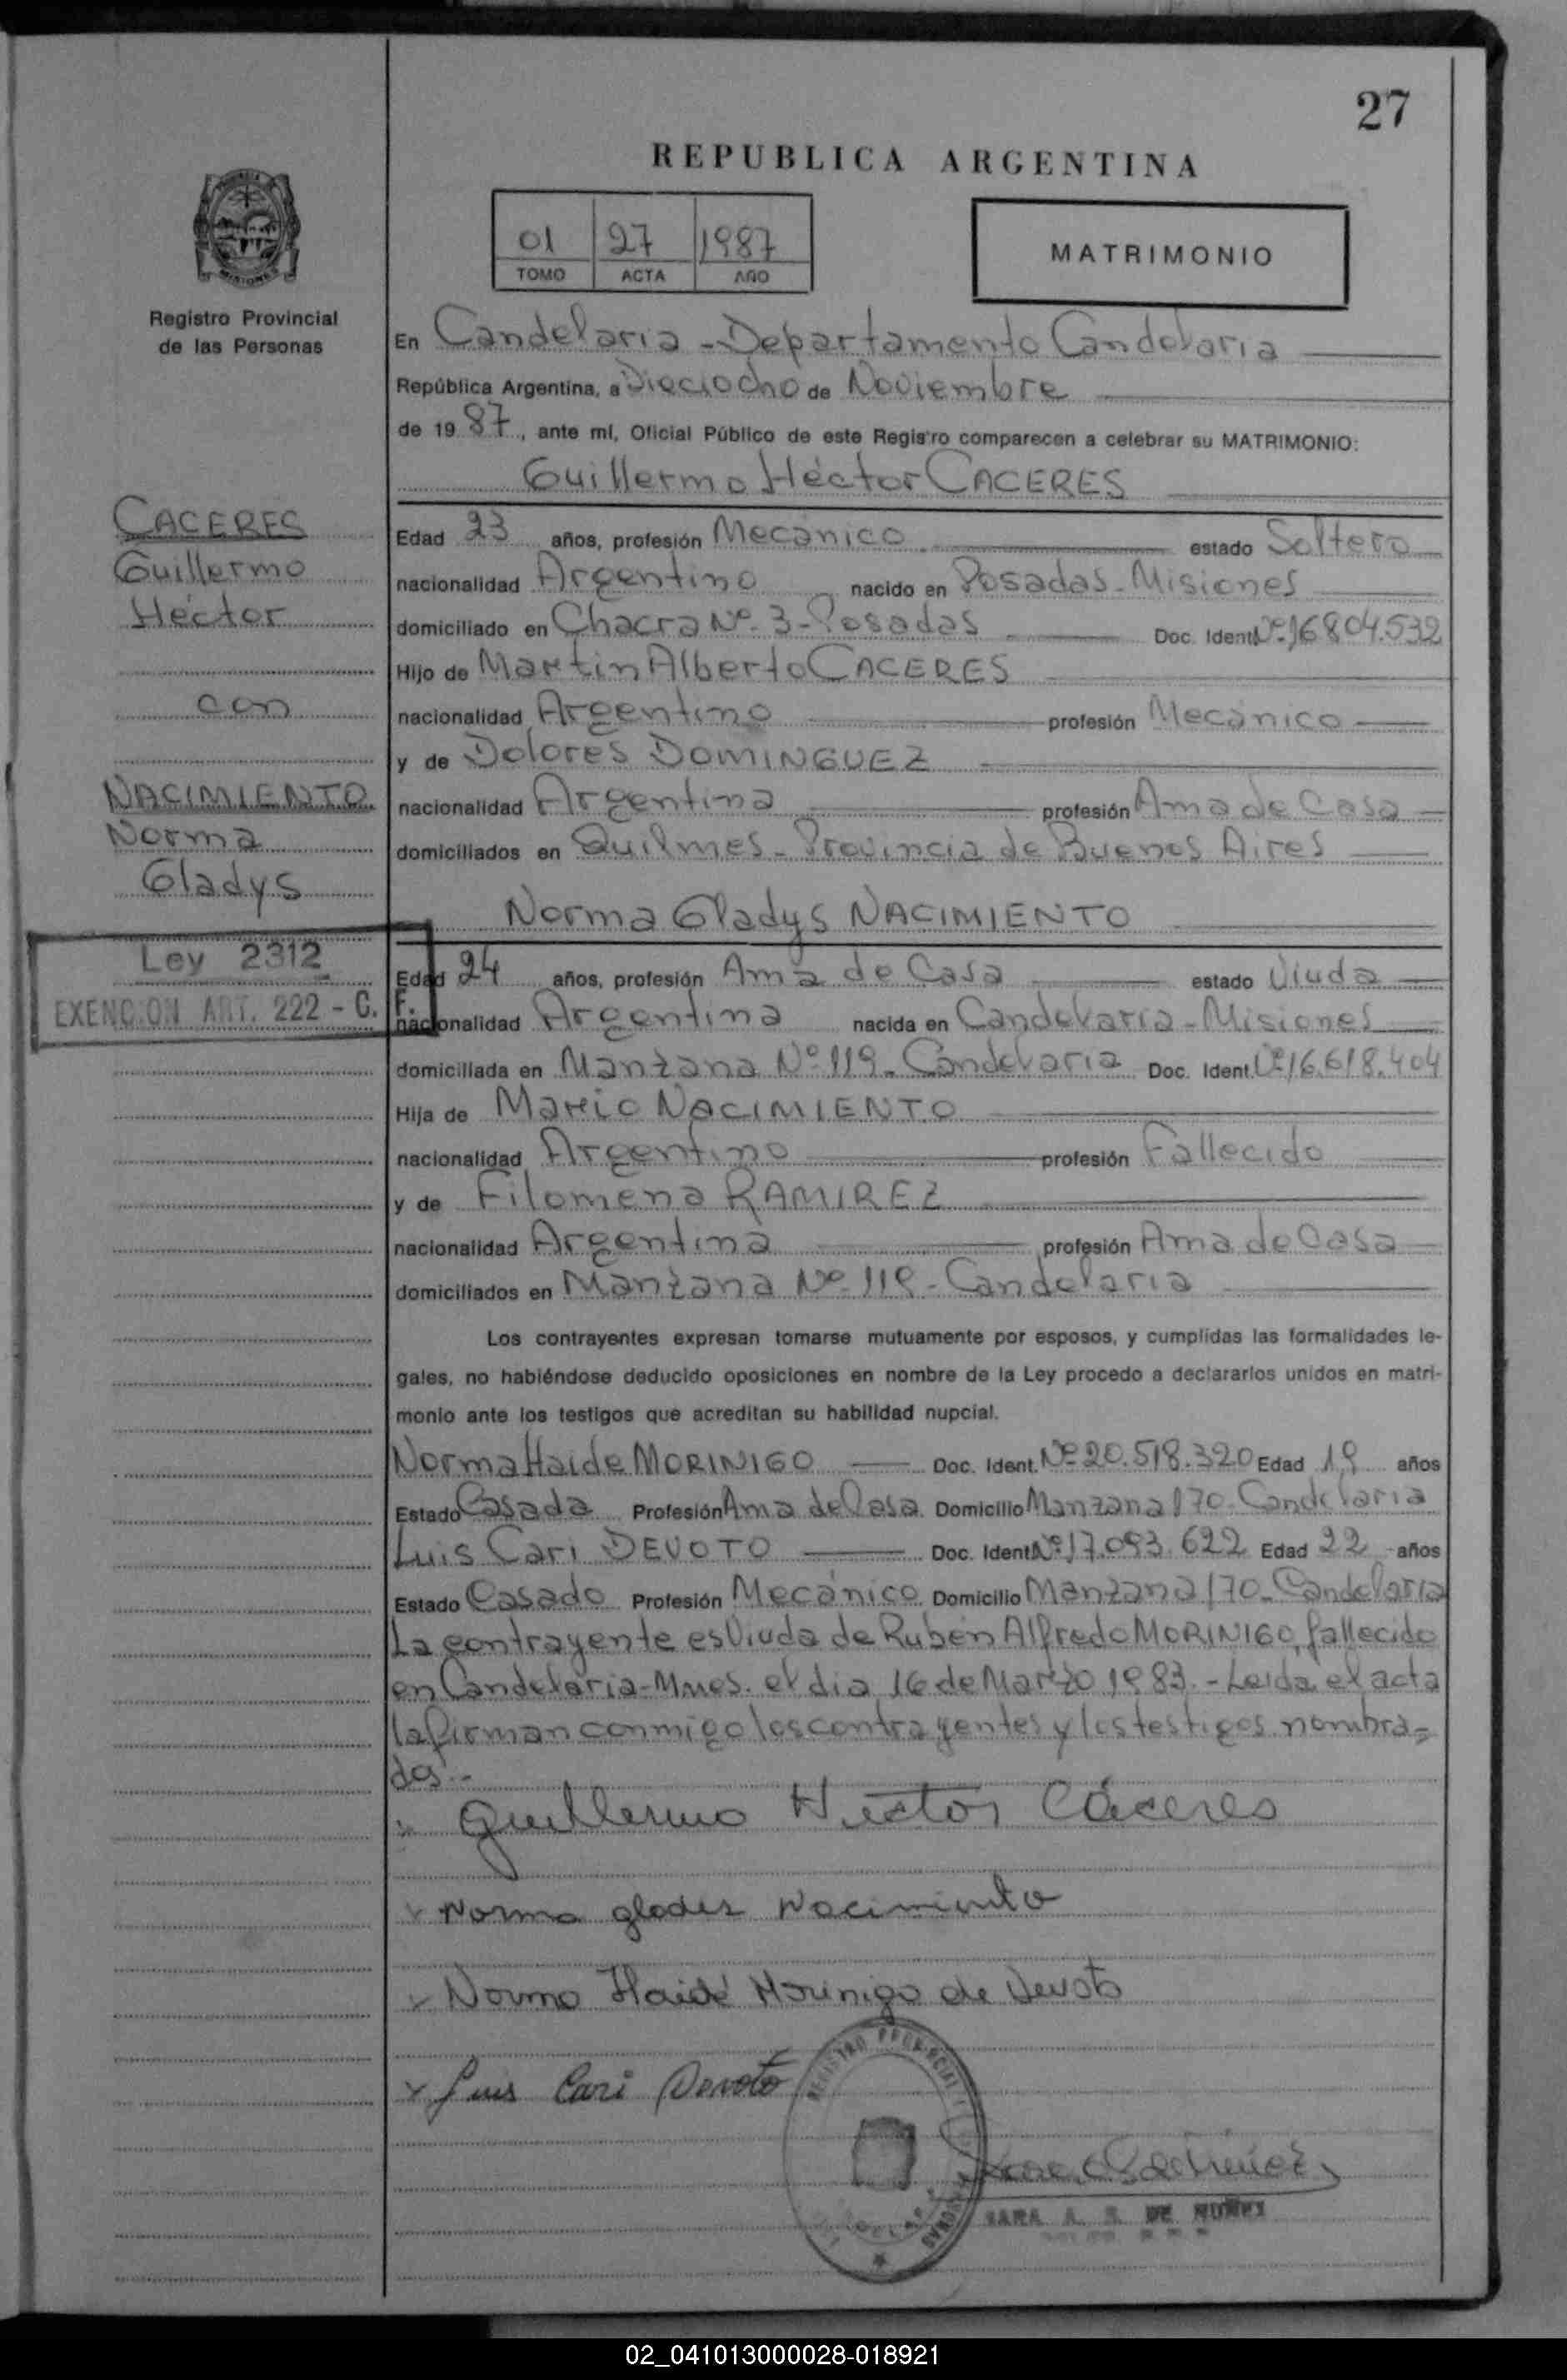 27
REPUBLICA ARGENTINA
01 27 1987
TOMO ACTA AÑO
MATRIMONIO
MISIONES
Registro Provincial
de las Personas
En Candelaria - Departamento Candelaria
República Argentina, a Dieciocho de Noviembre
de 19 87, ante mí, Oficial Público de este Registro comparecen a celebrar su MATRIMONIO:
Guillermo Héctor CACERES
CACERES
Guillermo
Héctor
con
NACIMIENTO
Norma
Gladys
Ley 2312
EXENCION ART. 222 - C. F.
Edad 23 años, profesión Mecánico estado Soltero
nacionalidad Argentino nacido en Posadas - Misiones
domiciliado en Chacra Nº 3 - Posadas Doc. Ident. Nº 16804.532
Hijo de Martin Alberto CACERES
nacionalidad Argentino profesión Mecánico
y de Dolores DOMINGUEZ
nacionalidad Argentina profesión Ama de Casa
domiciliados en Quilmes - Provincia de Buenos Aires
Norma Gladys NACIMIENTO
Edad 24 años, profesión Ama de Casa estado Viuda
nacionalidad Argentina nacida en Candelaria - Misiones
domiciliada en Manzana Nº 119 - Candelaria Doc. Ident. Nº 16.618.404
Hija de Mario NACIMIENTO
nacionalidad Argentino profesión Fallecido
y de Filomena RAMIREZ
nacionalidad Argentina profesión Ama de Casa
domiciliados en Manzana Nº 119 - Candelaria
Los contrayentes expresan tomarse mutuamente por esposos, y cumplidas las formalidades le-
gales, no habiéndose deducido oposiciones en nombre de la Ley procedo a declararlos unidos en matri-
monio ante los testigos que acreditan su habilidad nupcial.
Norma Haide MORINIGO Doc. Ident. Nº 20.518.320 Edad 19 años
Estado Casada Profesión Ama de Casa Domicilio Manzana 170 - Candelaria
Luis Cari DEVOTO Doc. Ident Nº 17.093.622 Edad 22 años
Estado Casado Profesión Mecánico Domicilio Manzana 170 - Candelaria
La contrayente es Viuda de Rubén Alfredo MORINIGO, fallecido
en Candelaria - Mnes. el dia 16 de Marzo 1983. - Leida el acta
la firman conmigo los contrayentes y los testigos nombra-
dos.-
Guillermo Hector Cáceres
Norma glades Nacimiento
Norma Haidé Morinigo de Devoto
Luis Cari Devoto
REGISTRO PROVINCIAL
SARA A. S. DE NUÑEZ
02_041013000028-018921